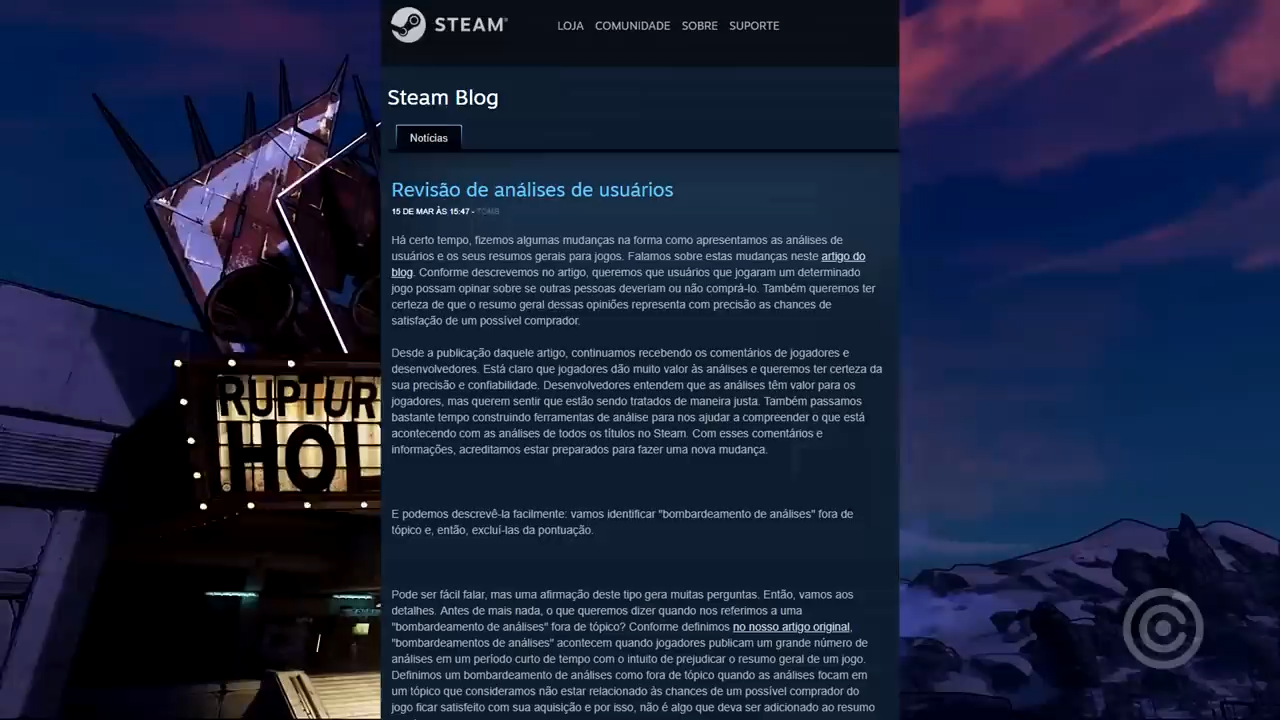 STEAM®
LOJA COMUNIDADE SOBRE SUPORTE
Steam Blog
Notícias
Revisão de análises de usuários
15 DE MAR ÀS 15:47 -
Há certo tempo, fizemos algumas mudanças na forma como apresentamos as análises de
usuários e os seus resumos gerais para jogos. Falamos sobre estas mudanças neste artigo do
blog. Conforme descrevemos no artigo, queremos que usuários que jogaram um determinado
jogo possam opinar sobre se outras pessoas deveriam ou não comprá-lo. Também queremos ter
certeza de que o resumo geral dessas opiniões representa com precisão as chances de
satisfação de um possível comprador.
Desde a publicação daquele artigo, continuamos recebendo os comentários de jogadores e
desenvolvedores. Está claro que jogadores dão muito valor às análises e queremos ter certeza da
sua precisão e confiabilidade. Desenvolvedores entendem que as análises têm valor para os
jogadores, mas querem sentir que estão sendo tratados de maneira justa. Também passamos
bastante tempo construindo ferramentas de análise para nos ajudar a compreender o que está
acontecendo com as análises de todos os títulos no Steam. Com esses comentários e
informações, acreditamos estar preparados para fazer uma nova mudança.
RUPTUR
HOL
E podemos descrevê-la facilmente: vamos identificar "bombardeamento de análises" fora de
tópico e, então, excluí-las da pontuação.
Pode ser fácil falar, mas uma afirmação deste tipo gera muitas perguntas. Então, vamos aos
detalhes. Antes de mais nada, o que queremos dizer quando nos referimos a uma
"bombardeamento de análises" fora de tópico? Conforme definimos no nosso artigo original,
"bombardeamentos de análises" acontecem quando jogadores publicam um grande número de
análises em um período curto de tempo com o intuito de prejudicar o resumo geral de um jogo.
Definimos um bombardeamento de análises como fora de tópico quando as análises focam em
um tópico que consideramos não estar relacionado às chances de um possível comprador do
jogo ficar satisfeito com sua aquisição e por isso, não é algo que deva ser adicionado ao resumo